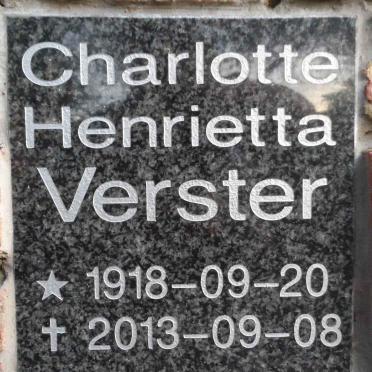 Charlotte
Henrietta
Verster
★ 1918-09-20
✝ 2013-09-08